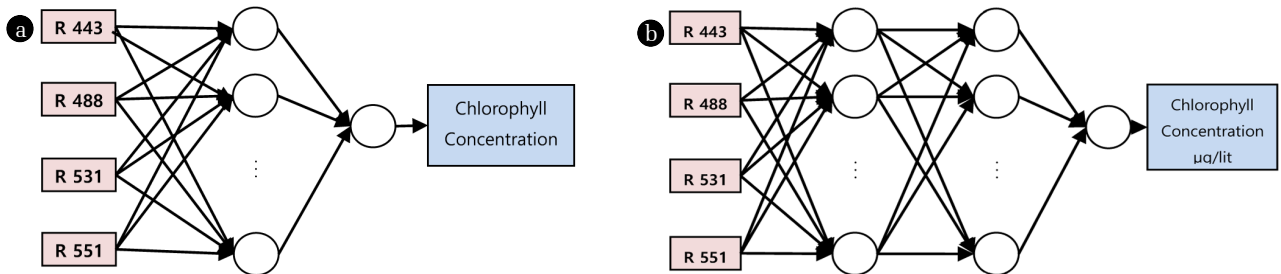 a
R 443
R 488
R 531
R 551
Chlorophyll
Concentration
b
R 443
R 488
R 531
R 551
Chlorophyll
Concentration
µg/lit